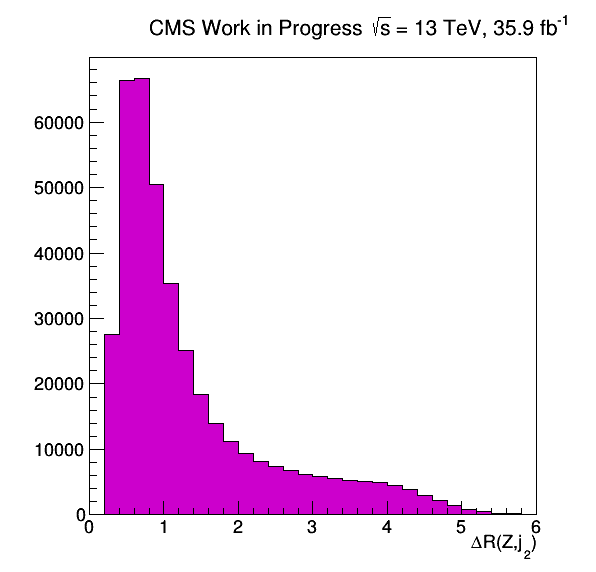 CMS Work in Progress √s = 13 TeV, 35.9 fb⁻¹
60000
50000
40000
30000
20000
10000
0
0 1 2 3 4 5 6
ΔR(Z,j₂)